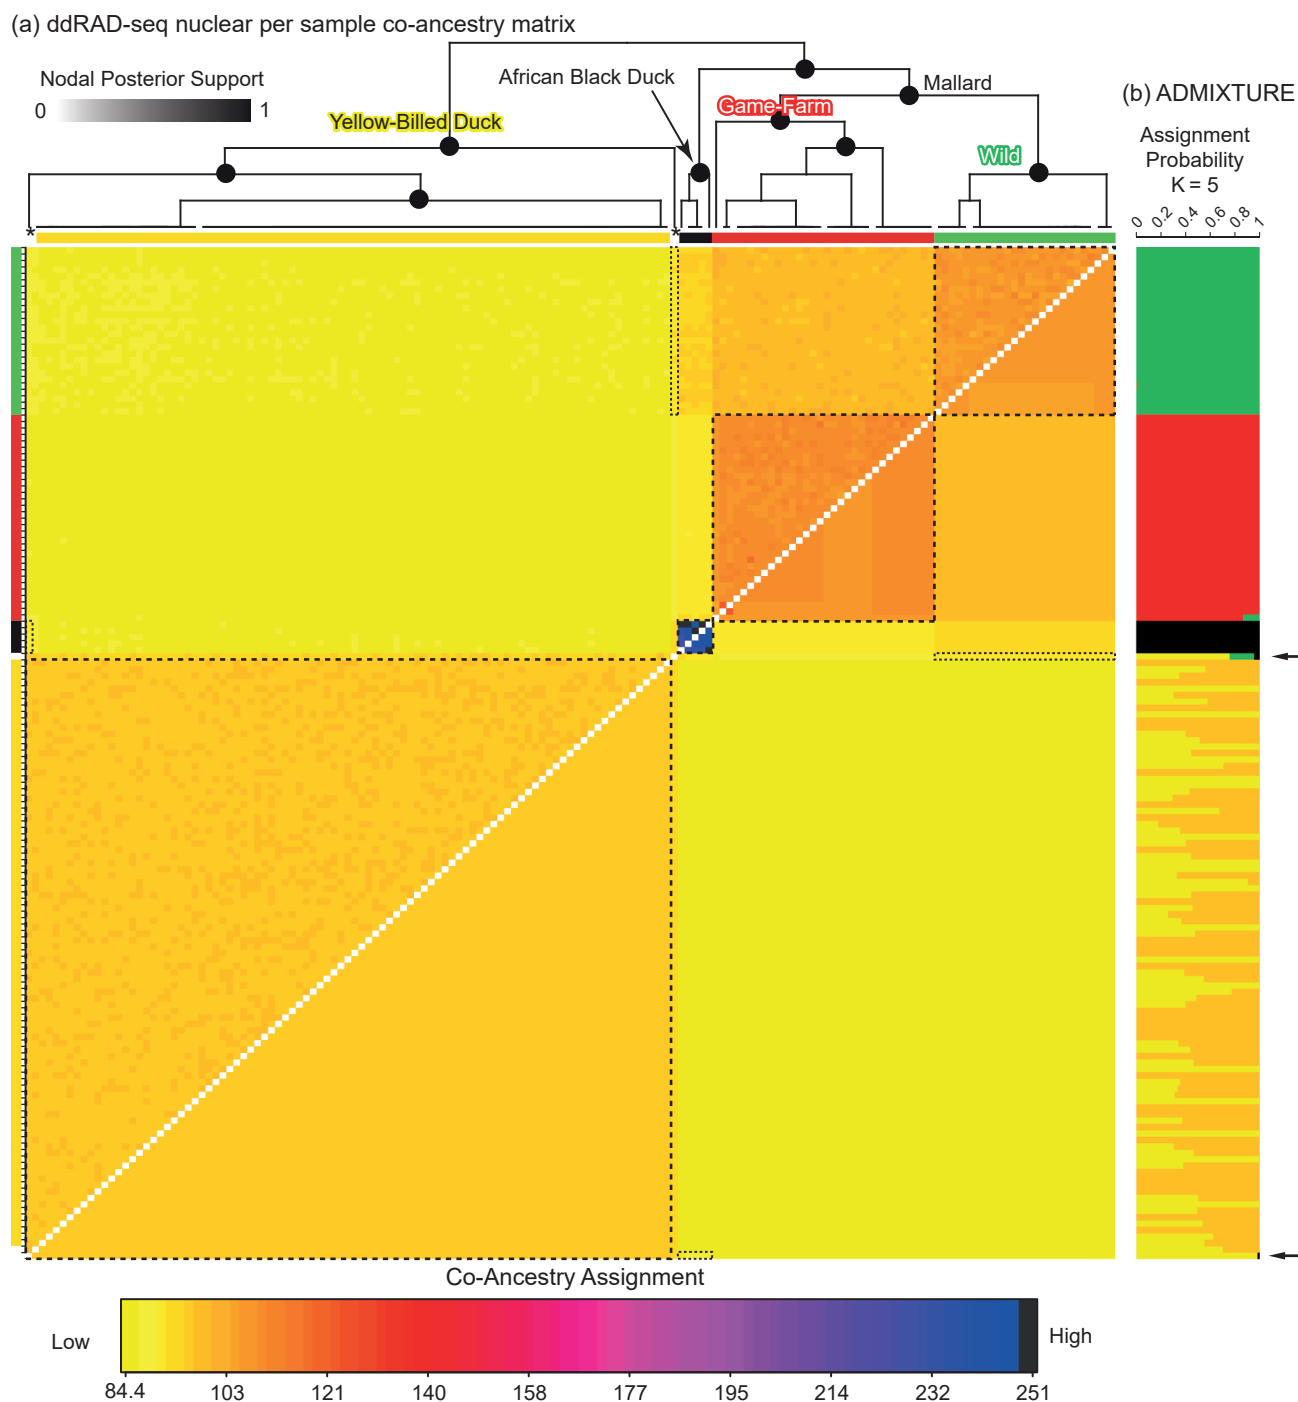 (a) ddRAD-seq nuclear per sample co-ancestry matrix
Nodal Posterior Support
0 1
African Black Duck
Mallard
Game-Farm
Yellow-Billed Duck
Wild
* *
(b) ADMIXTURE
Assignment
Probability
K = 5
0 0.2 0.4 0.6 0.8 1
Co-Ancestry Assignment
Low High
84.4 103 121 140 158 177 195 214 232 251